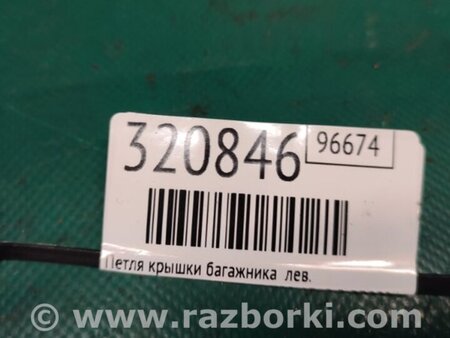 320846 96674
Петля крышки багажника лев.
www.razborki.com